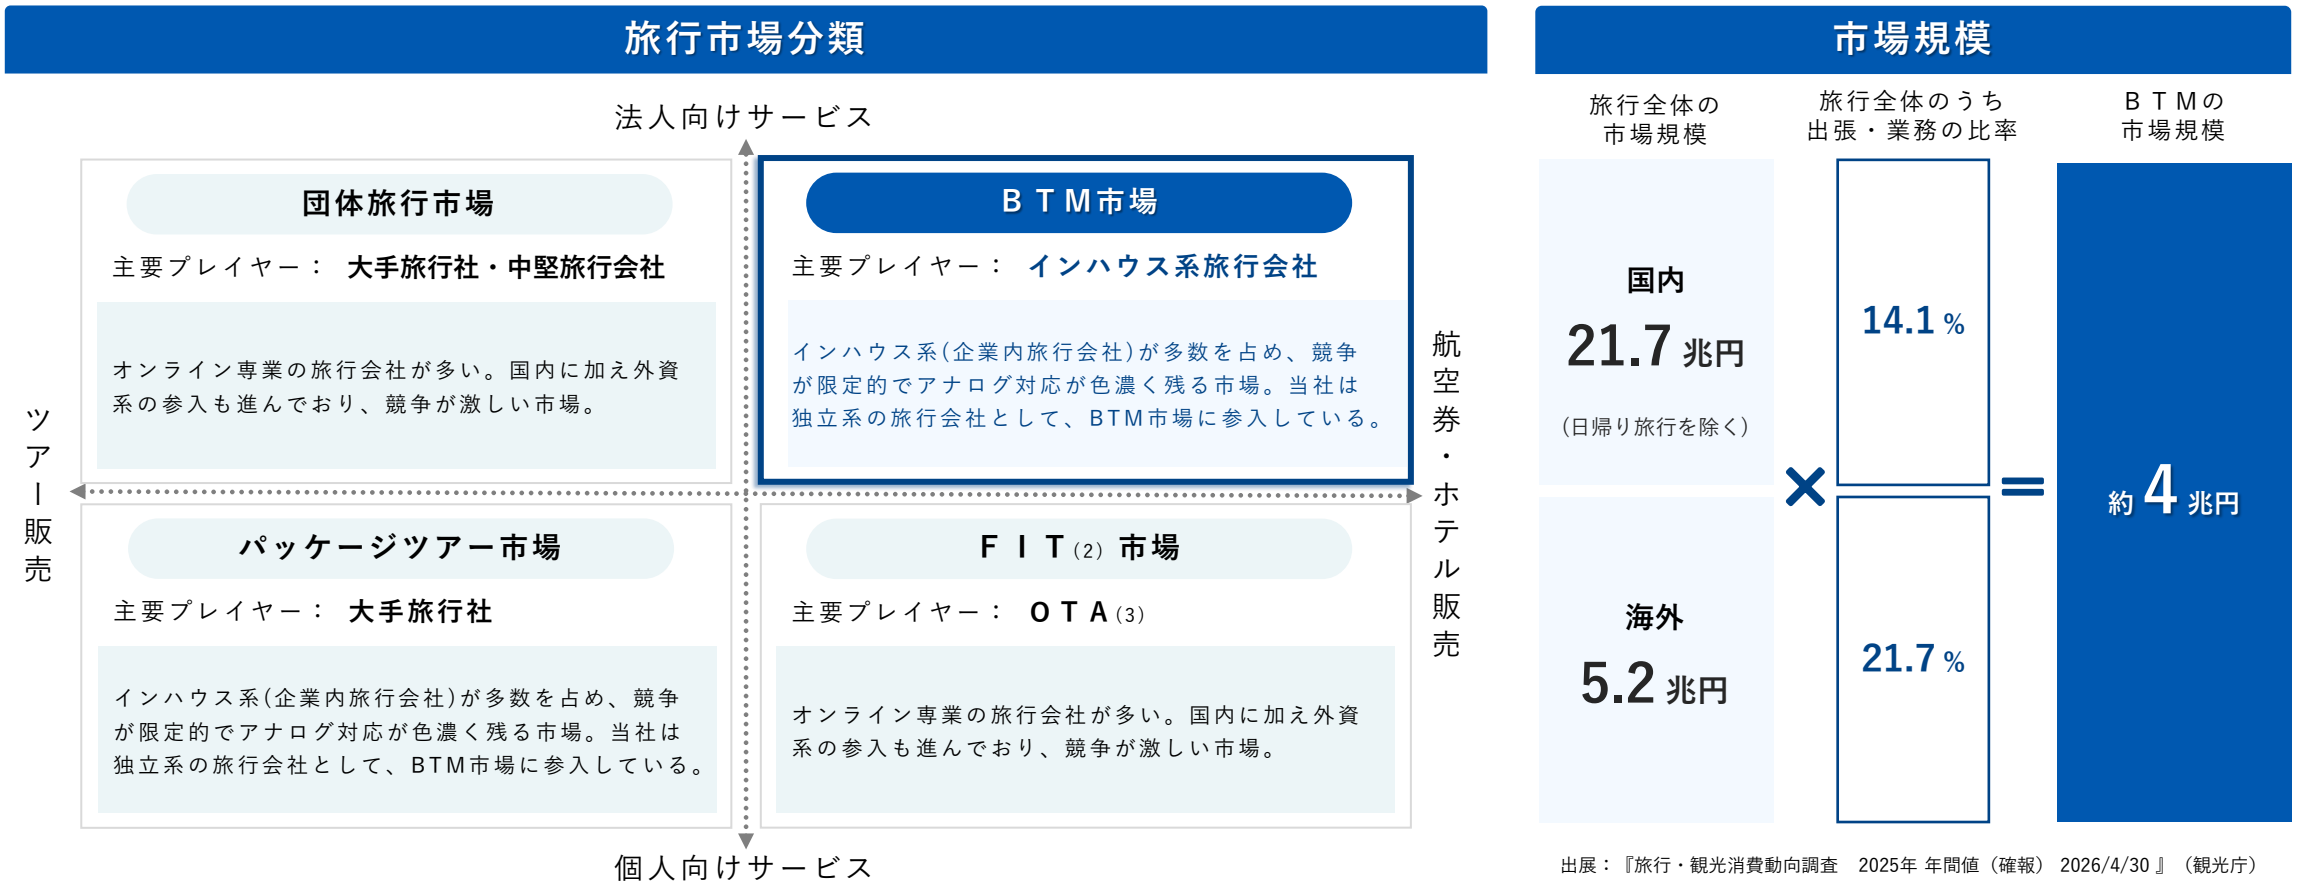 旅行市場分類
法人向けサービス
団体旅行市場
主要プレイヤー： 大手旅行社・中堅旅行会社
オンライン専業の旅行会社が多い。国内に加え外資
系の参入も進んでおり、競争が激しい市場。
ＢＴＭ市場
主要プレイヤー： インハウス系旅行会社
インハウス系(企業内旅行会社)が多数を占め、競争
が限定的でアナログ対応が色濃く残る市場。当社は
独立系の旅行会社として、BTM市場に参入している。
ツアー販売
航空券・ホテル販売
パッケージツアー市場
主要プレイヤー： 大手旅行社
インハウス系(企業内旅行会社)が多数を占め、競争
が限定的でアナログ対応が色濃く残る市場。当社は
独立系の旅行会社として、BTM市場に参入している。
ＦＩＴ(2) 市場
主要プレイヤー： ＯＴＡ(3)
オンライン専業の旅行会社が多い。国内に加え外資
系の参入も進んでおり、競争が激しい市場。
個人向けサービス
市場規模
旅行全体の
市場規模
旅行全体のうち
出張・業務の比率
ＢＴＭの
市場規模
国内
21.7 兆円
(日帰り旅行を除く)
14.1 %
海外
5.2 兆円
21.7 %
×
＝
約 4 兆円
出展：『旅行・観光消費動向調査　2025年 年間値（確報） 2026/4/30 』（観光庁）